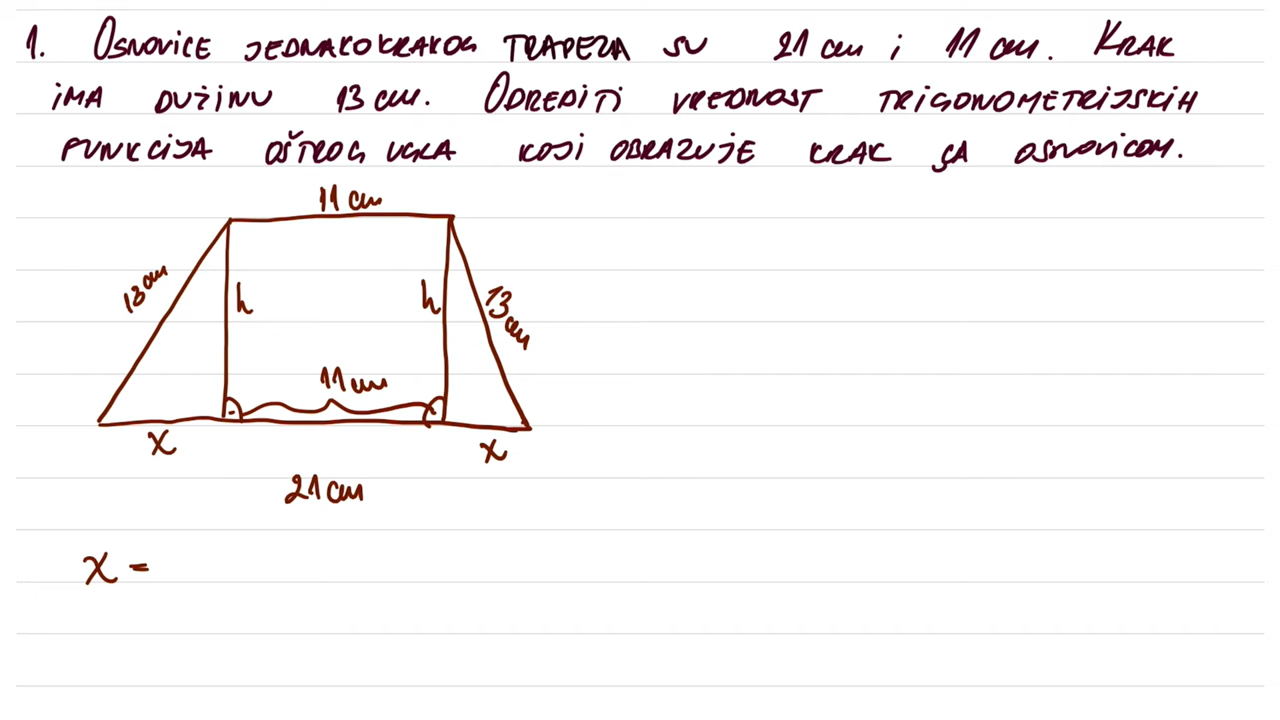 1. OSNOVICE JEDNAKOKRAKOG TRAPEZA SU 21 cm i 11 cm. KRAK
IMA DUŽINU 13 cm. ODREDITI VREDNOST TRIGONOMETRIJSKIH
FUNKCIJA OŠTROG UGLA KOJI OBRAZUJE KRAK SA OSNOVICOM.
11 cm
13 cm
h
h
13 cm
11 cm
x
x
21 cm
x =